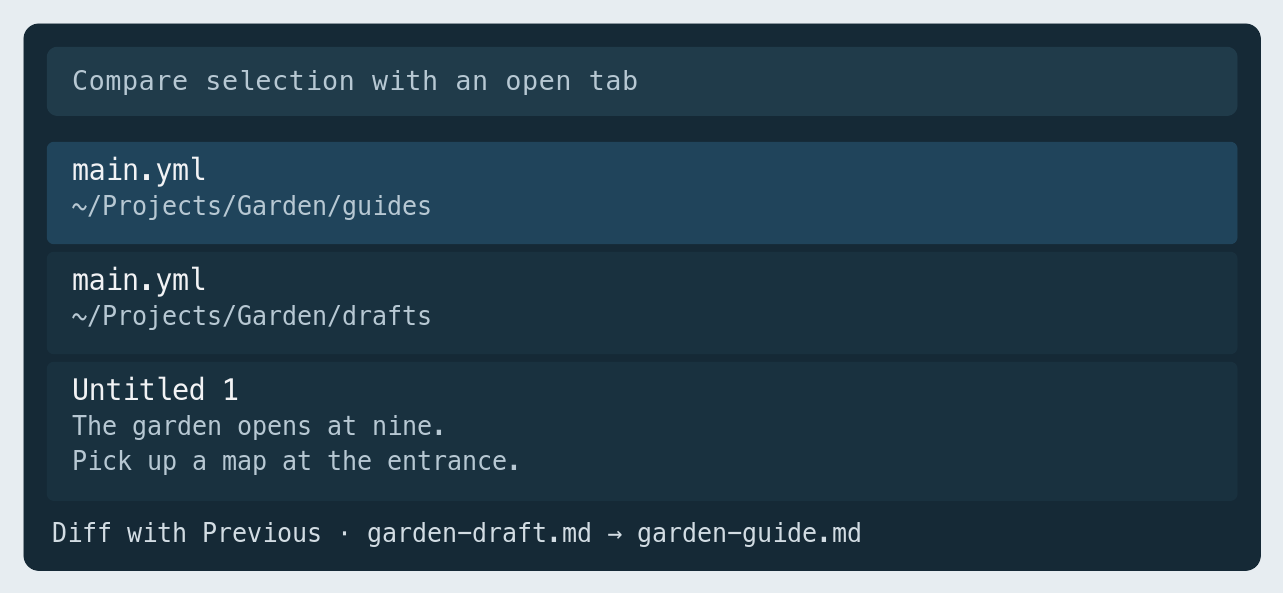 Compare selection with an open tab
main.yml
~/Projects/Garden/guides
main.yml
~/Projects/Garden/drafts
Untitled 1
The garden opens at nine.
Pick up a map at the entrance.
Diff with Previous · garden−draft.md → garden−guide.md